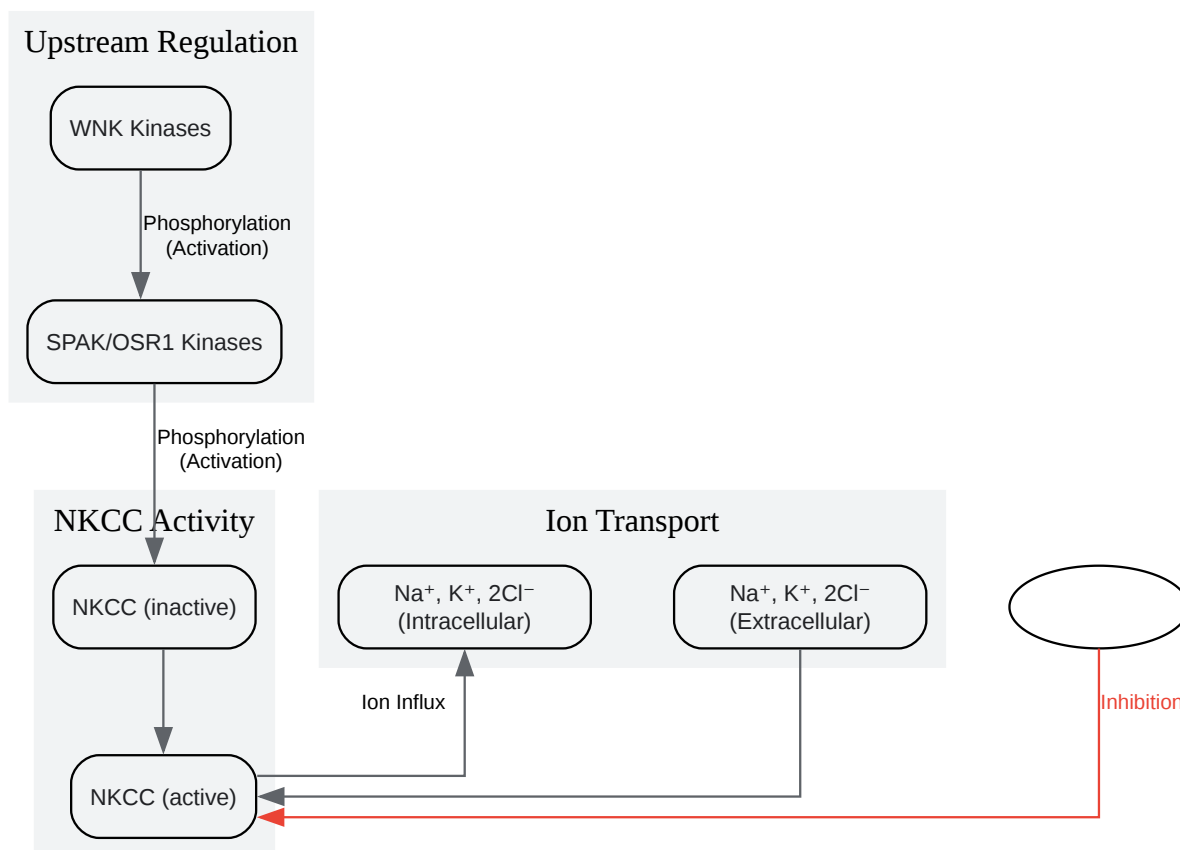 Upstream Regulation
WNK Kinases
Phosphorylation
(Activation)
SPAK/OSR1 Kinases
Phosphorylation
(Activation)
NKCC Activity
Ion Transport
NKCC (inactive)
Na⁺, K⁺, 2Cl⁻
(Intracellular)
Na⁺, K⁺, 2Cl⁻
(Extracellular)
Ion Influx
Inhibition
NKCC (active)